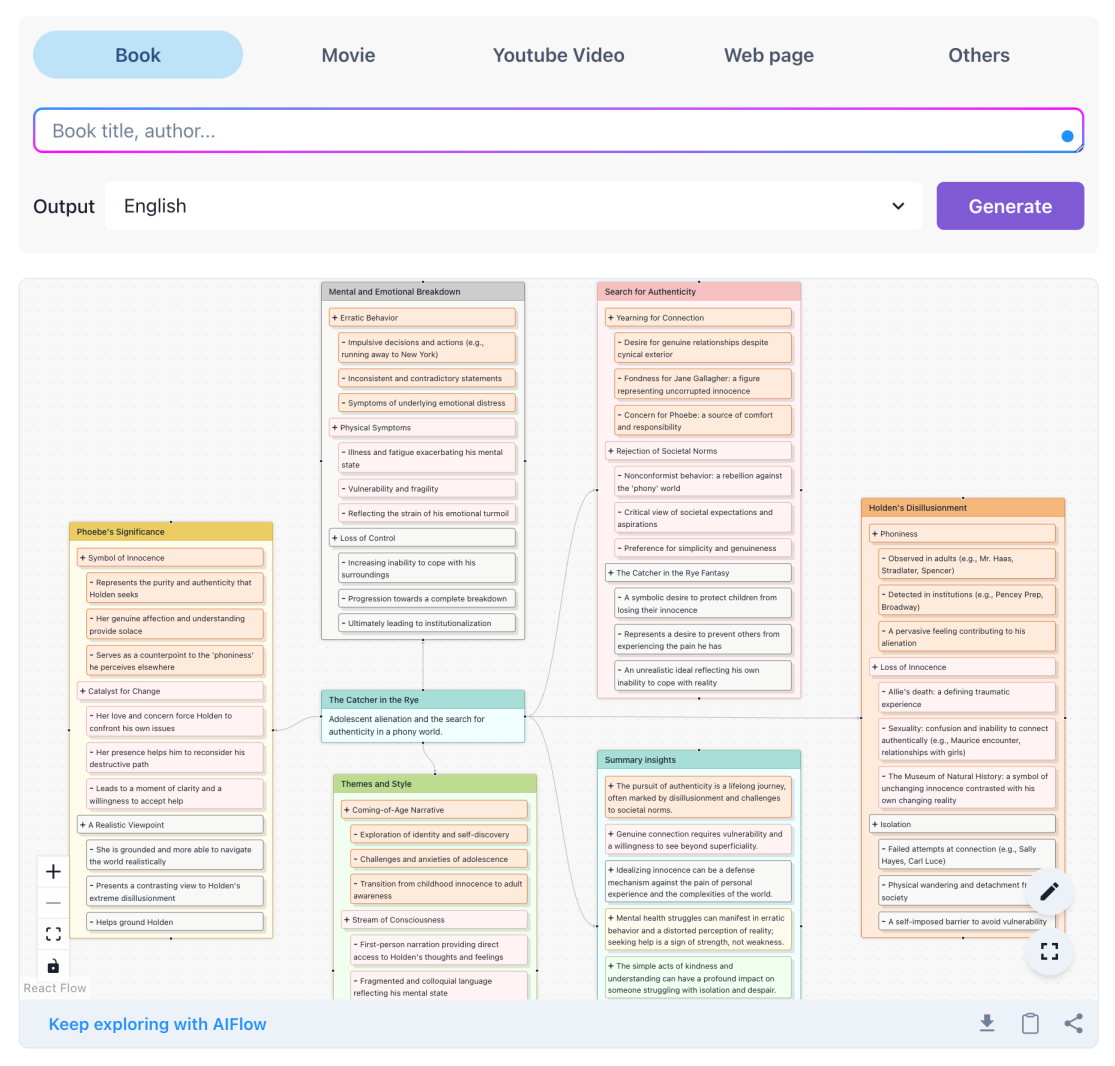 Book
Movie
Youtube Video
Web page
Others
Book title, author...
Output
English
Generate
Mental and Emotional Breakdown
+ Erratic Behavior
- Impulsive decisions and actions (e.g.,
running away to New York)
- Inconsistent and contradictory statements
- Symptoms of underlying emotional distress
+ Physical Symptoms
- Illness and fatigue exacerbating his mental
state
- Vulnerability and fragility
- Reflecting the strain of his emotional turmoil
+ Loss of Control
- Increasing inability to cope with his
surroundings
- Progression towards a complete breakdown
- Ultimately leading to institutionalization
Search for Authenticity
+ Yearning for Connection
- Desire for genuine relationships despite
cynical exterior
- Fondness for Jane Gallagher: a figure
representing uncorrupted innocence
- Concern for Phoebe: a source of comfort
and responsibility
+ Rejection of Societal Norms
- Nonconformist behavior: a rebellion against
the 'phony' world
- Critical view of societal expectations and
aspirations
- Preference for simplicity and genuineness
+ The Catcher in the Rye Fantasy
- A symbolic desire to protect children from
losing their innocence
- Represents a desire to prevent others from
experiencing the pain he has
- An unrealistic ideal reflecting his own
inability to cope with reality
Holden's Disillusionment
+ Phoniness
- Observed in adults (e.g., Mr. Haas,
Stradlater, Spencer)
- Detected in institutions (e.g., Pencey Prep,
Broadway)
- A pervasive feeling contributing to his
alienation
+ Loss of Innocence
- Allie's death: a defining traumatic
experience
- Sexuality: confusion and inability to connect
authentically (e.g., Maurice encounter,
relationships with girls)
- The Museum of Natural History: a symbol of
unchanging innocence contrasted with his
own changing reality
+ Isolation
- Failed attempts at connection (e.g., Sally
Hayes, Carl Luce)
- Physical wandering and detachment
society
- A self-imposed barrier to avoid vulnerability
Phoebe's Significance
+ Symbol of Innocence
- Represents the purity and authenticity that
Holden seeks
- Her genuine affection and understanding
provide solace
- Serves as a counterpoint to the 'phoniness'
he perceives elsewhere
+ Catalyst for Change
- Her love and concern force Holden to
confront his own issues
- Her presence helps him to reconsider his
destructive path
- Leads to a moment of clarity and a
willingness to accept help
+ A Realistic Viewpoint
- She is grounded and more able to navigate
the world realistically
- Presents a contrasting view to Holden's
extreme disillusionment
- Helps ground Holden
The Catcher in the Rye
Adolescent alienation and the search for
authenticity in a phony world.
Themes and Style
+ Coming-of-Age Narrative
- Exploration of identity and self-discovery
- Challenges and anxieties of adolescence
- Transition from childhood innocence to adult
awareness
+ Stream of Consciousness
- First-person narration providing direct
access to Holden's thoughts and feelings
- Fragmented and colloquial language
reflecting his mental state
Summary insights
+ The pursuit of authenticity is a lifelong journey,
often marked by disillusionment and challenges
to societal norms.
+ Genuine connection requires vulnerability and
a willingness to see beyond superficiality.
+ Idealizing innocence can be a defense
mechanism against the pain of personal
experience and the complexities of the world.
+ Mental health struggles can manifest in erratic
behavior and a distorted perception of reality;
seeking help is a sign of strength, not weakness.
+ The simple acts of kindness and
understanding can have a profound impact on
someone struggling with isolation and despair.
React Flow
Keep exploring with AIFlow